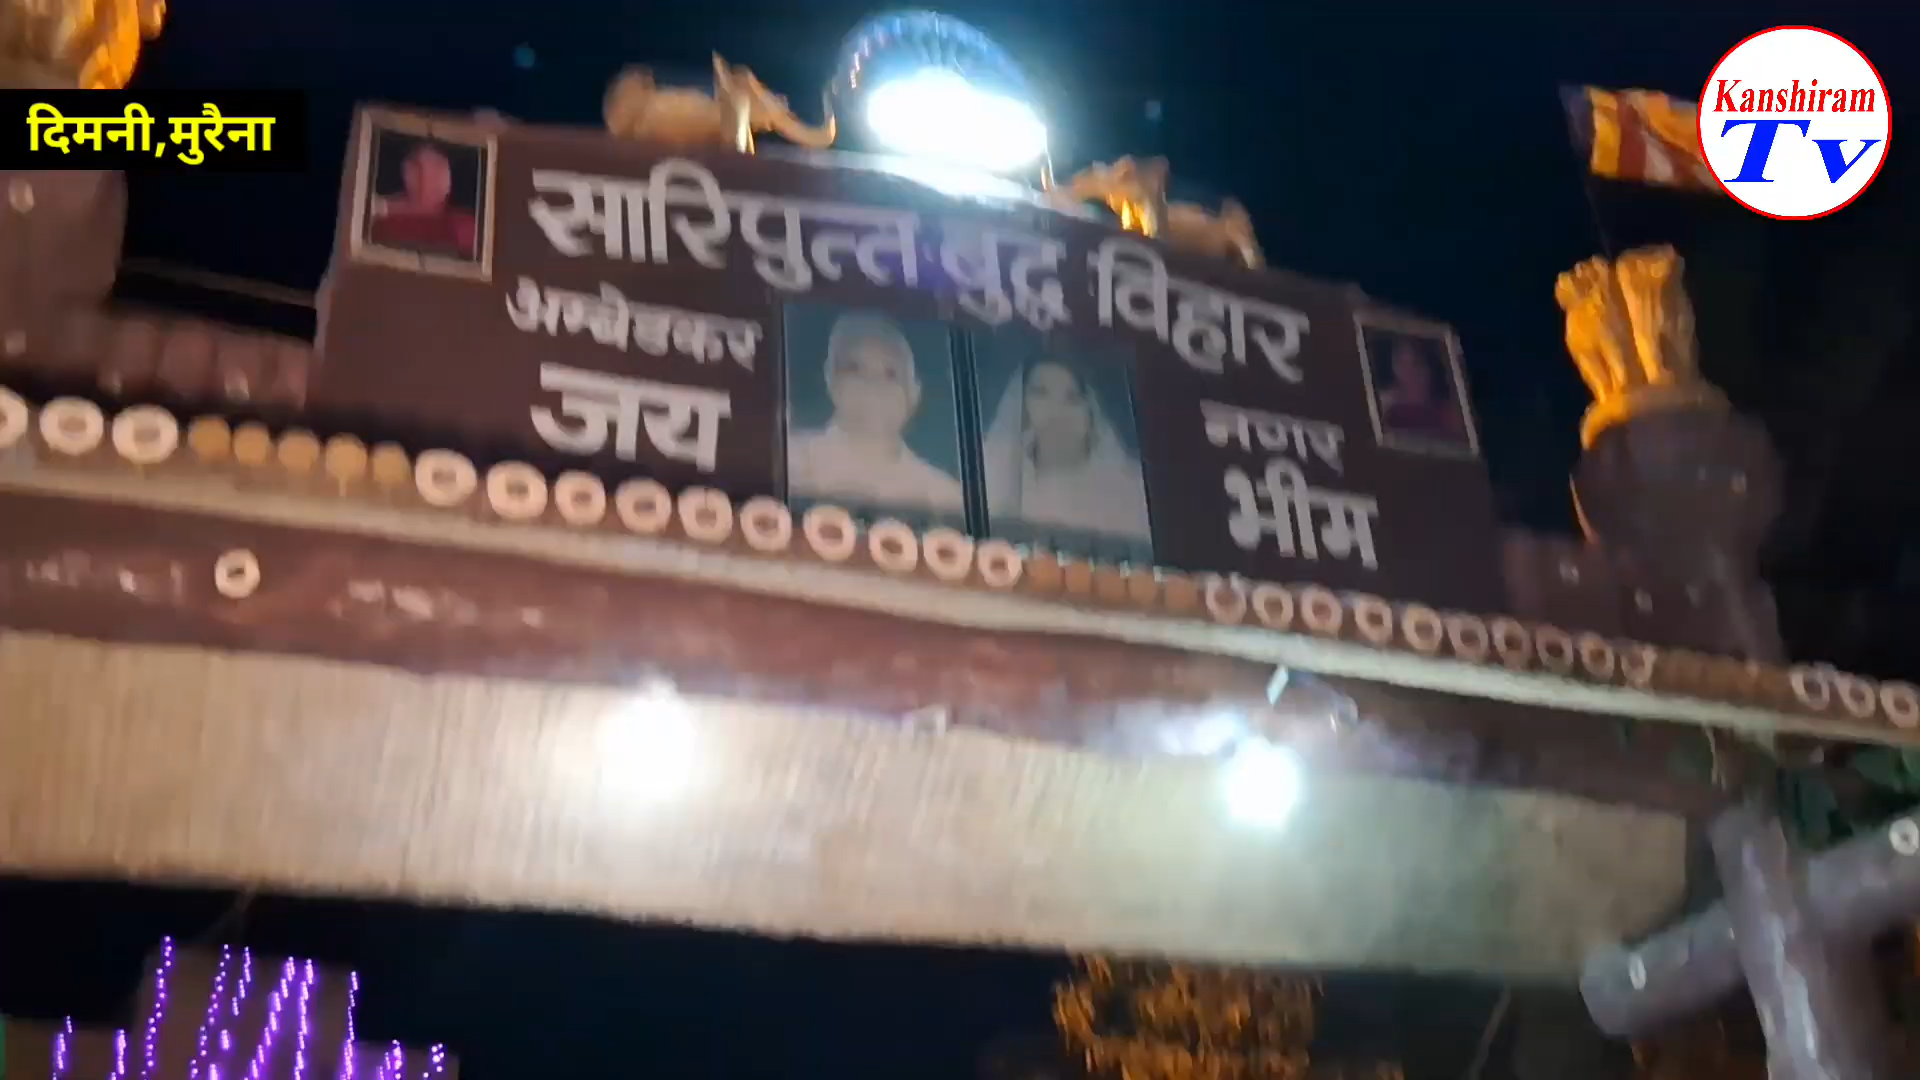 दिमनी,मुरैना
Kanshiram
Tv
सारिपुत्त बुद्ध विहार
अम्बेडकर नगर
जय भीम